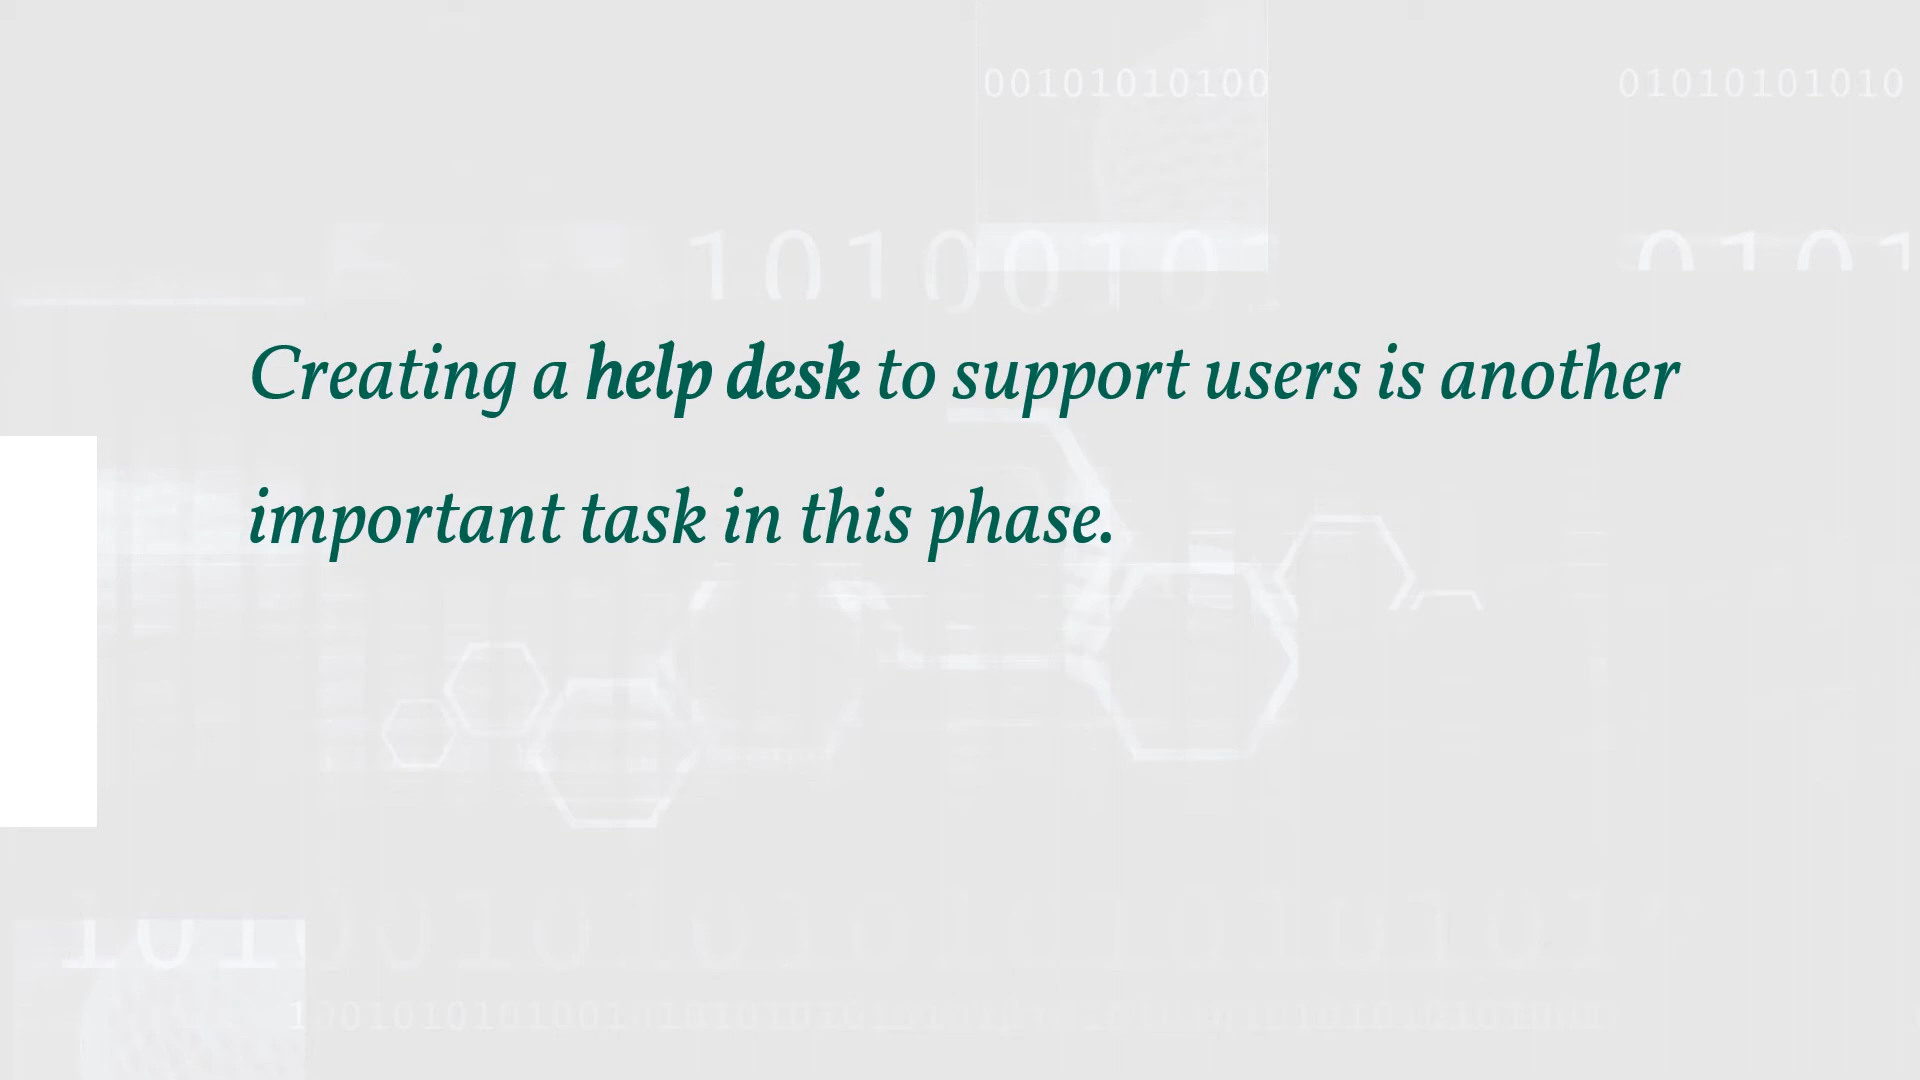 00101010100 01010101010
Creating a help desk to support users is another
important task in this phase.